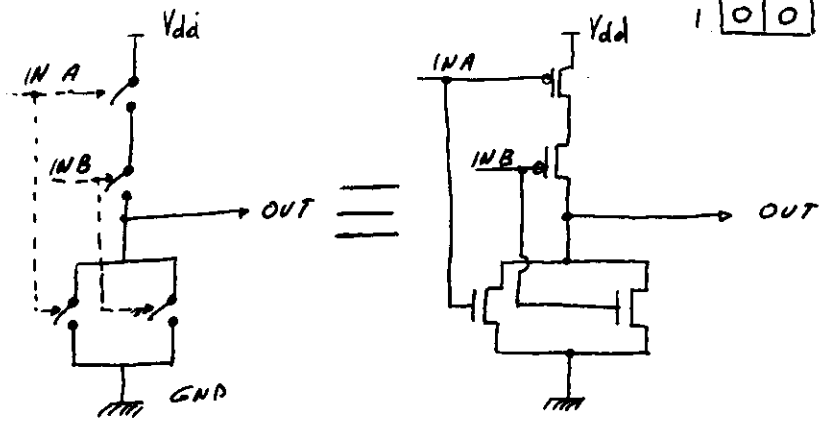 Vdd
IN A
INB
OUT
GND
Vdd
INA
INB
OUT
1 0 0